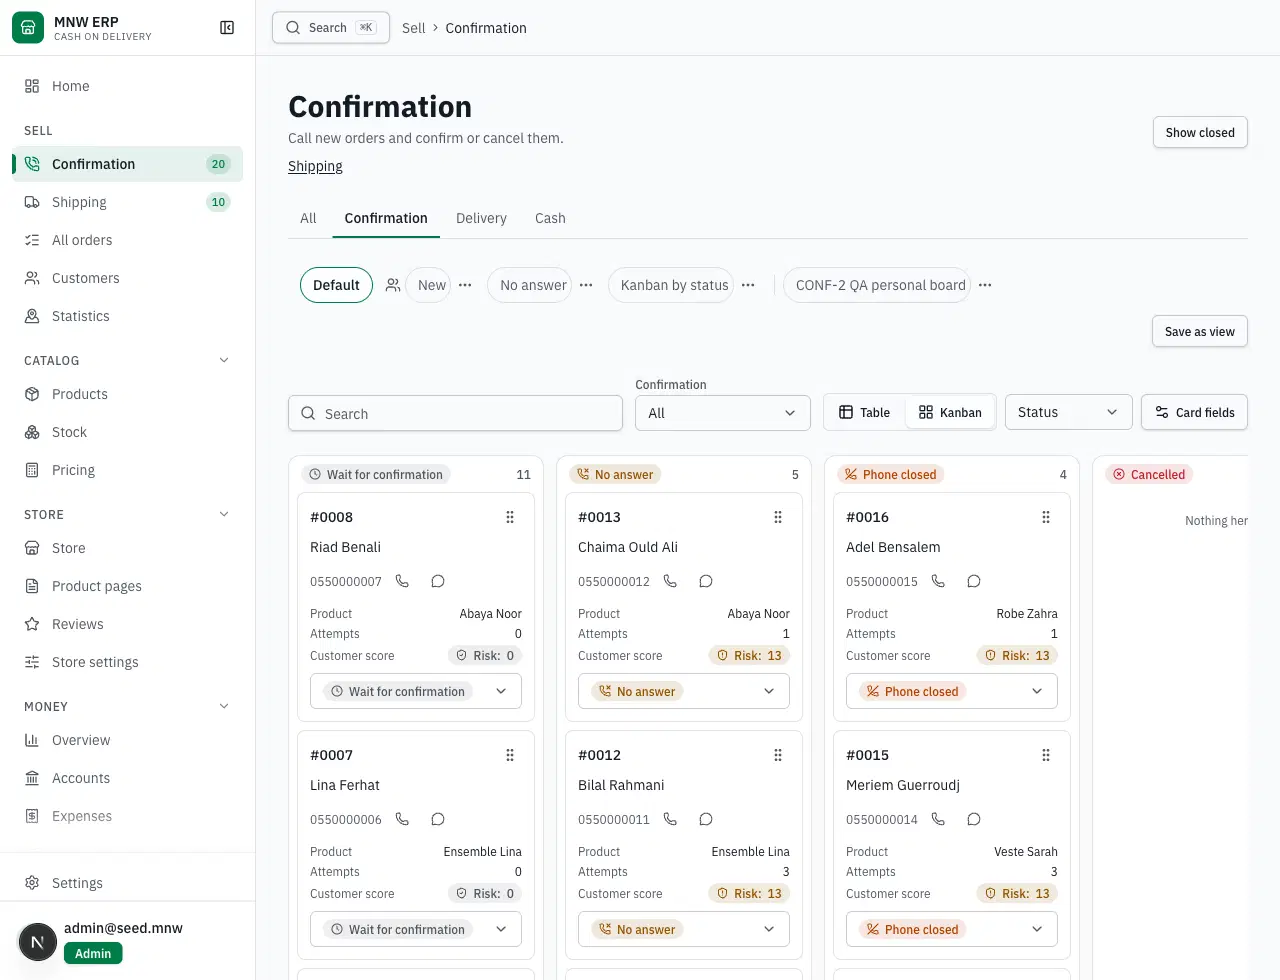 MNW ERP
CASH ON DELIVERY
Search ⌘K
Sell > Confirmation
Home
SELL
Confirmation 20
Shipping 10
All orders
Customers
Statistics
CATALOG
Products
Stock
Pricing
STORE
Store
Product pages
Reviews
Store settings
MONEY
Overview
Accounts
Expenses
Settings
N
admin@seed.mnw
Admin
Confirmation
Call new orders and confirm or cancel them.
Shipping
Show closed
All Confirmation Delivery Cash
Default New No answer Kanban by status CONF-2 QA personal board
Save as view
Confirmation
Search All Table Kanban Status Card fields
Wait for confirmation 11
#0008
Riad Benali
0550000007
Product Abaya Noor
Attempts 0
Customer score Risk: 0
Wait for confirmation
#0007
Lina Ferhat
0550000006
Product Ensemble Lina
Attempts 0
Customer score Risk: 0
Wait for confirmation
No answer 5
#0013
Chaima Ould Ali
0550000012
Product Abaya Noor
Attempts 1
Customer score Risk: 13
No answer
#0012
Bilal Rahmani
0550000011
Product Ensemble Lina
Attempts 3
Customer score Risk: 13
No answer
Phone closed 4
#0016
Adel Bensalem
0550000015
Product Robe Zahra
Attempts 1
Customer score Risk: 13
Phone closed
#0015
Meriem Guerroudj
0550000014
Product Veste Sarah
Attempts 3
Customer score Risk: 13
Phone closed
Cancelled
Nothing her